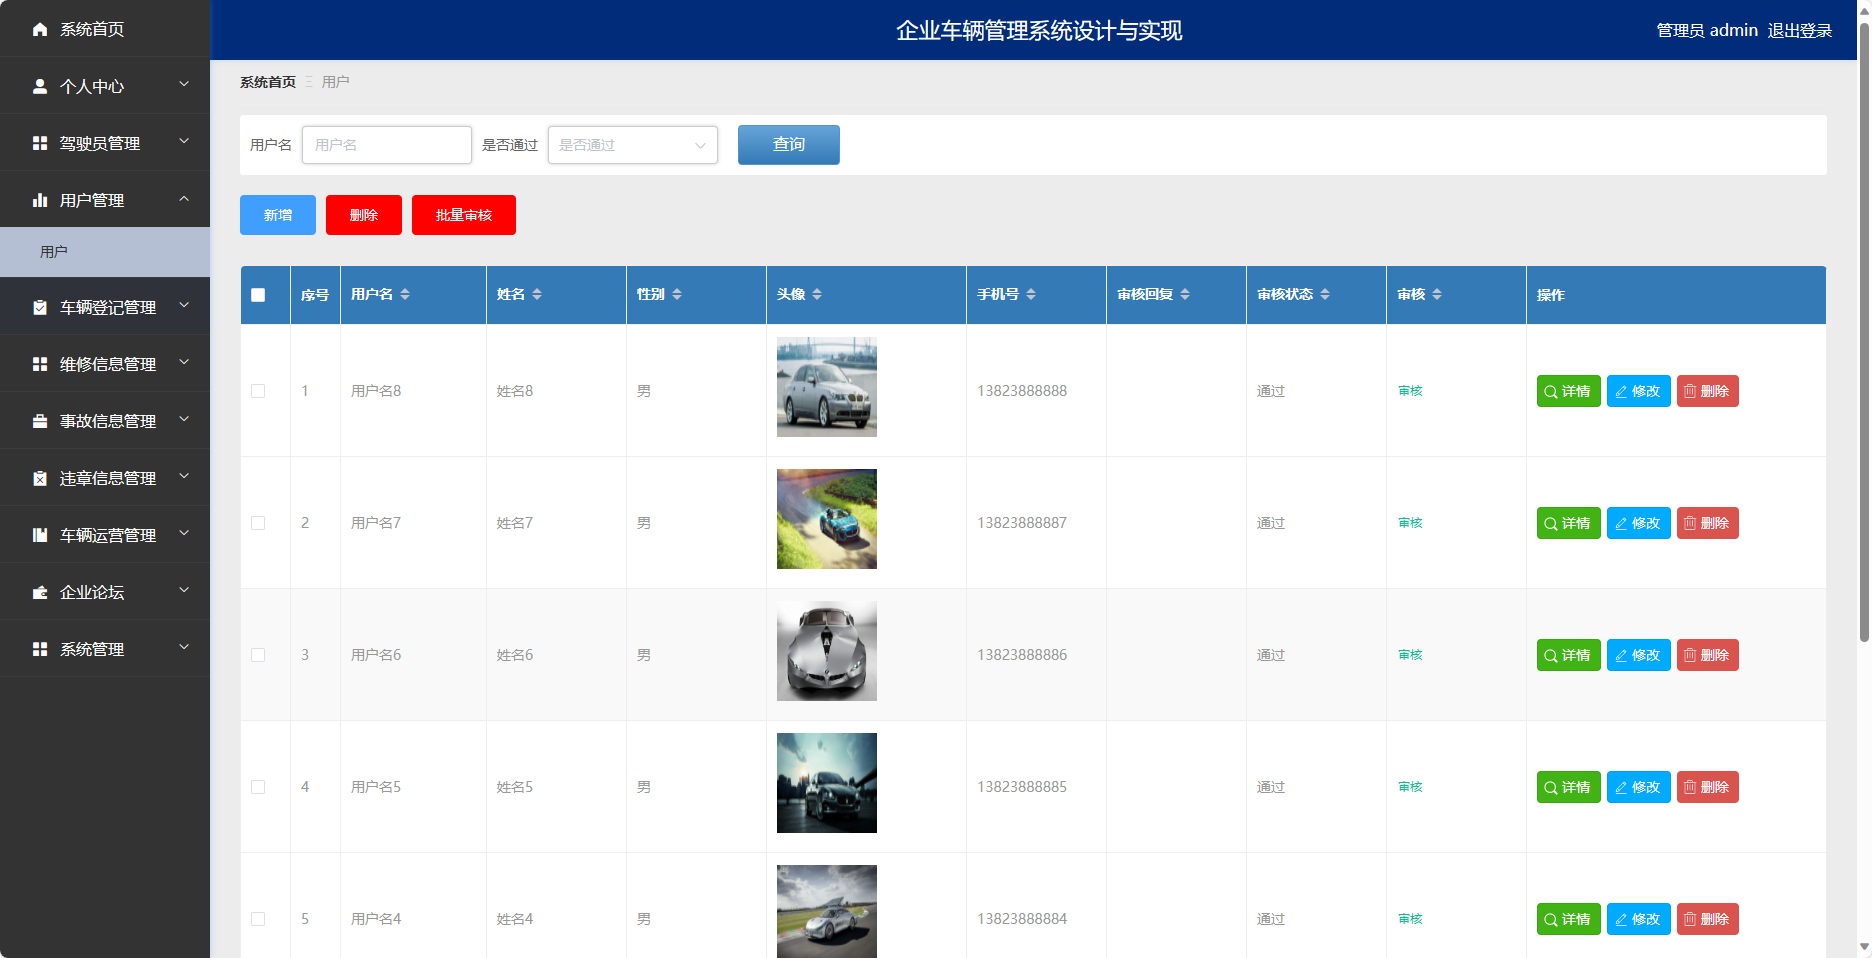 系统首页
个人中心
驾驶员管理
用户管理
用户
车辆登记管理
维修信息管理
事故信息管理
违章信息管理
车辆运营管理
企业论坛
系统管理
企业车辆管理系统设计与实现
管理员 admin 退出登录
系统首页 用户
用户名 用户名 是否通过 是否通过 查询
新增 删除 批量审核
序号 用户名 姓名 性别 头像 手机号 审核回复 审核状态 审核 操作
1 用户名8 姓名8 男 13823888888 通过 审核 详情 修改 删除
2 用户名7 姓名7 男 13823888887 通过 审核 详情 修改 删除
3 用户名6 姓名6 男 13823888886 通过 审核 详情 修改 删除
4 用户名5 姓名5 男 13823888885 通过 审核 详情 修改 删除
5 用户名4 姓名4 男 13823888884 通过 审核 详情 修改 删除